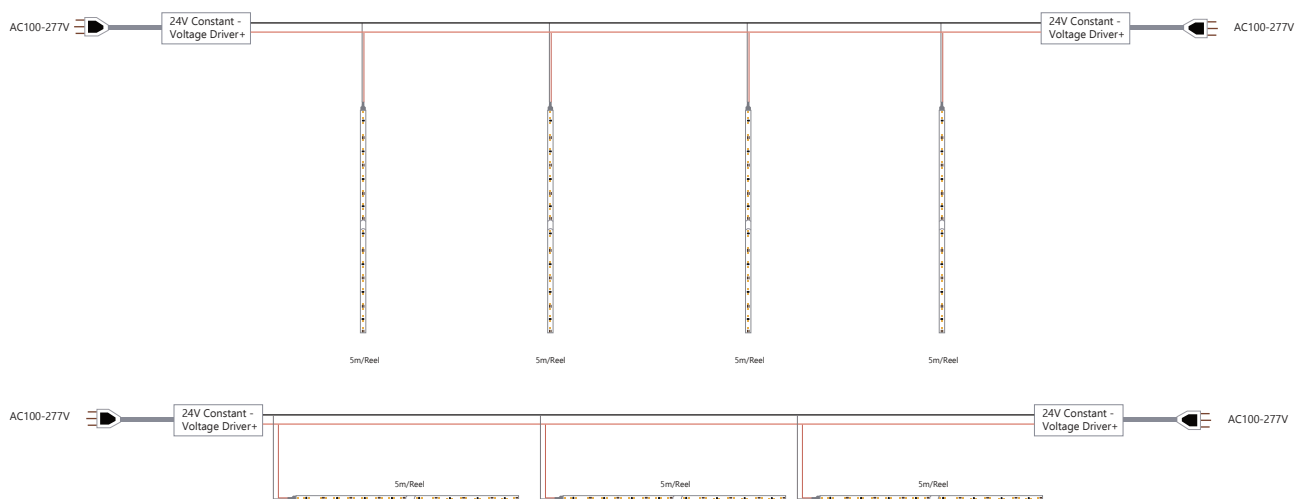 AC100-277V
24V Constant -
Voltage Driver+
24V Constant -
Voltage Driver+
AC100-277V
5m/Reel
5m/Reel
5m/Reel
5m/Reel
AC100-277V
24V Constant -
Voltage Driver+
24V Constant -
Voltage Driver+
AC100-277V
5m/Reel
5m/Reel
5m/Reel